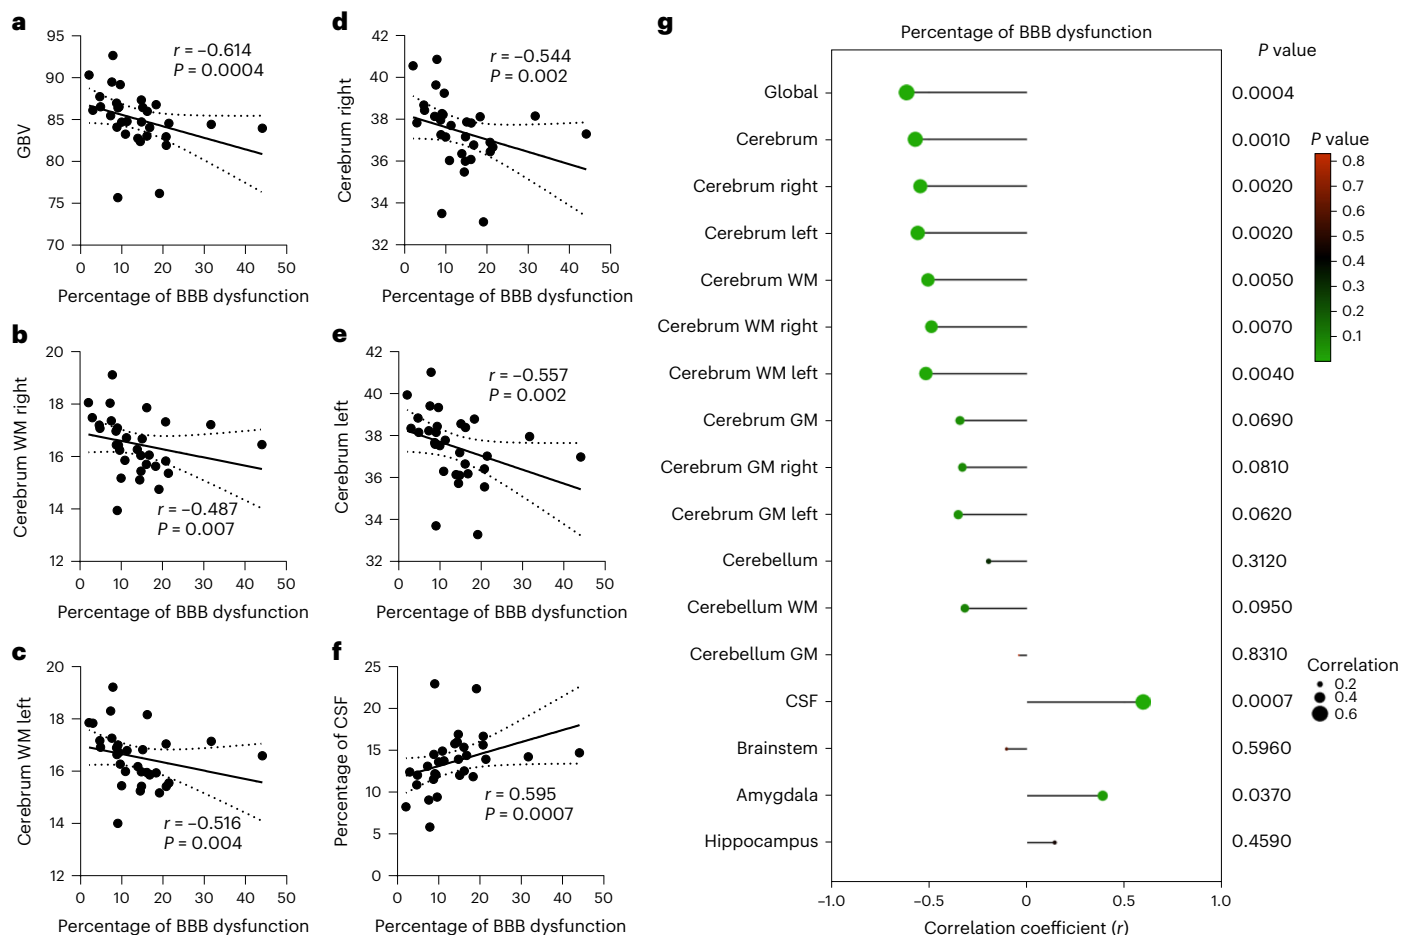 a
95
90
85
80
75
70
GBV
r = –0.614
P = 0.0004
0 10 20 30 40 50
Percentage of BBB dysfunction
d
42
40
38
36
34
32
Cerebrum right
r = –0.544
P = 0.002
0 10 20 30 40 50
Percentage of BBB dysfunction
b
20
18
16
14
12
Cerebrum WM right
r = –0.487
P = 0.007
0 10 20 30 40 50
Percentage of BBB dysfunction
e
42
40
38
36
34
32
Cerebrum left
r = –0.557
P = 0.002
0 10 20 30 40 50
Percentage of BBB dysfunction
c
20
18
16
14
12
Cerebrum WM left
r = –0.516
P = 0.004
0 10 20 30 40 50
Percentage of BBB dysfunction
f
25
20
15
10
5
0
Percentage of CSF
r = 0.595
P = 0.0007
0 10 20 30 40 50
Percentage of BBB dysfunction
g
Percentage of BBB dysfunction
P value
Global 0.0004
Cerebrum 0.0010
Cerebrum right 0.0020
Cerebrum left 0.0020
Cerebrum WM 0.0050
Cerebrum WM right 0.0070
Cerebrum WM left 0.0040
Cerebrum GM 0.0690
Cerebrum GM right 0.0810
Cerebrum GM left 0.0620
Cerebellum 0.3120
Cerebellum WM 0.0950
Cerebellum GM 0.8310
CSF 0.0007
Brainstem 0.5960
Amygdala 0.0370
Hippocampus 0.4590
–1.0 –0.5 0 0.5 1.0
Correlation coefficient (r)
P value
0.8
0.7
0.6
0.5
0.4
0.3
0.2
0.1
Correlation
0.2
0.4
0.6